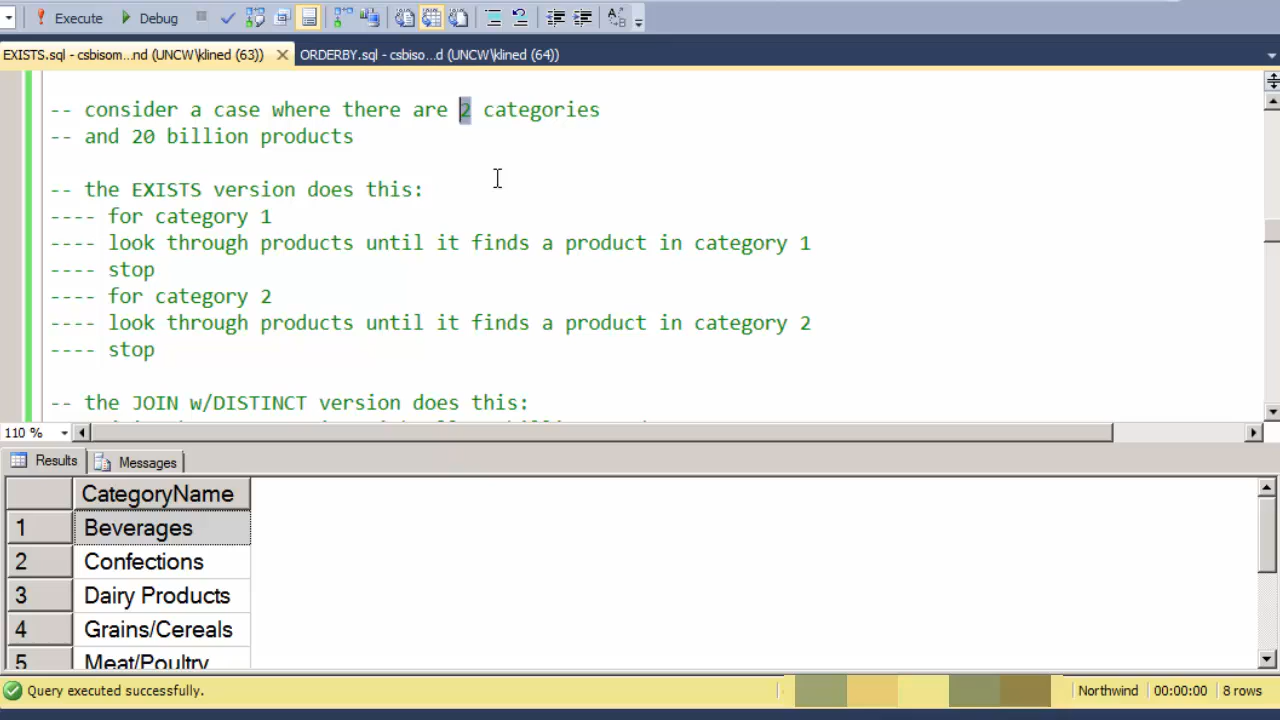 Execute Debug
EXISTS.sql - csbisom...nd (UNCW\klined (63)) ORDERBY.sql - csbiso...d (UNCW\klined (64))
-- consider a case where there are 2 categories
-- and 20 billion products
-- the EXISTS version does this:
---- for category 1
---- look through products until it finds a product in category 1
---- stop
---- for category 2
---- look through products until it finds a product in category 2
---- stop
-- the JOIN w/DISTINCT version does this:
110 %
Results Messages
CategoryName
1 Beverages
2 Confections
3 Dairy Products
4 Grains/Cereals
5 Meat/Poultry
Query executed successfully. Northwind 00:00:00 8 rows